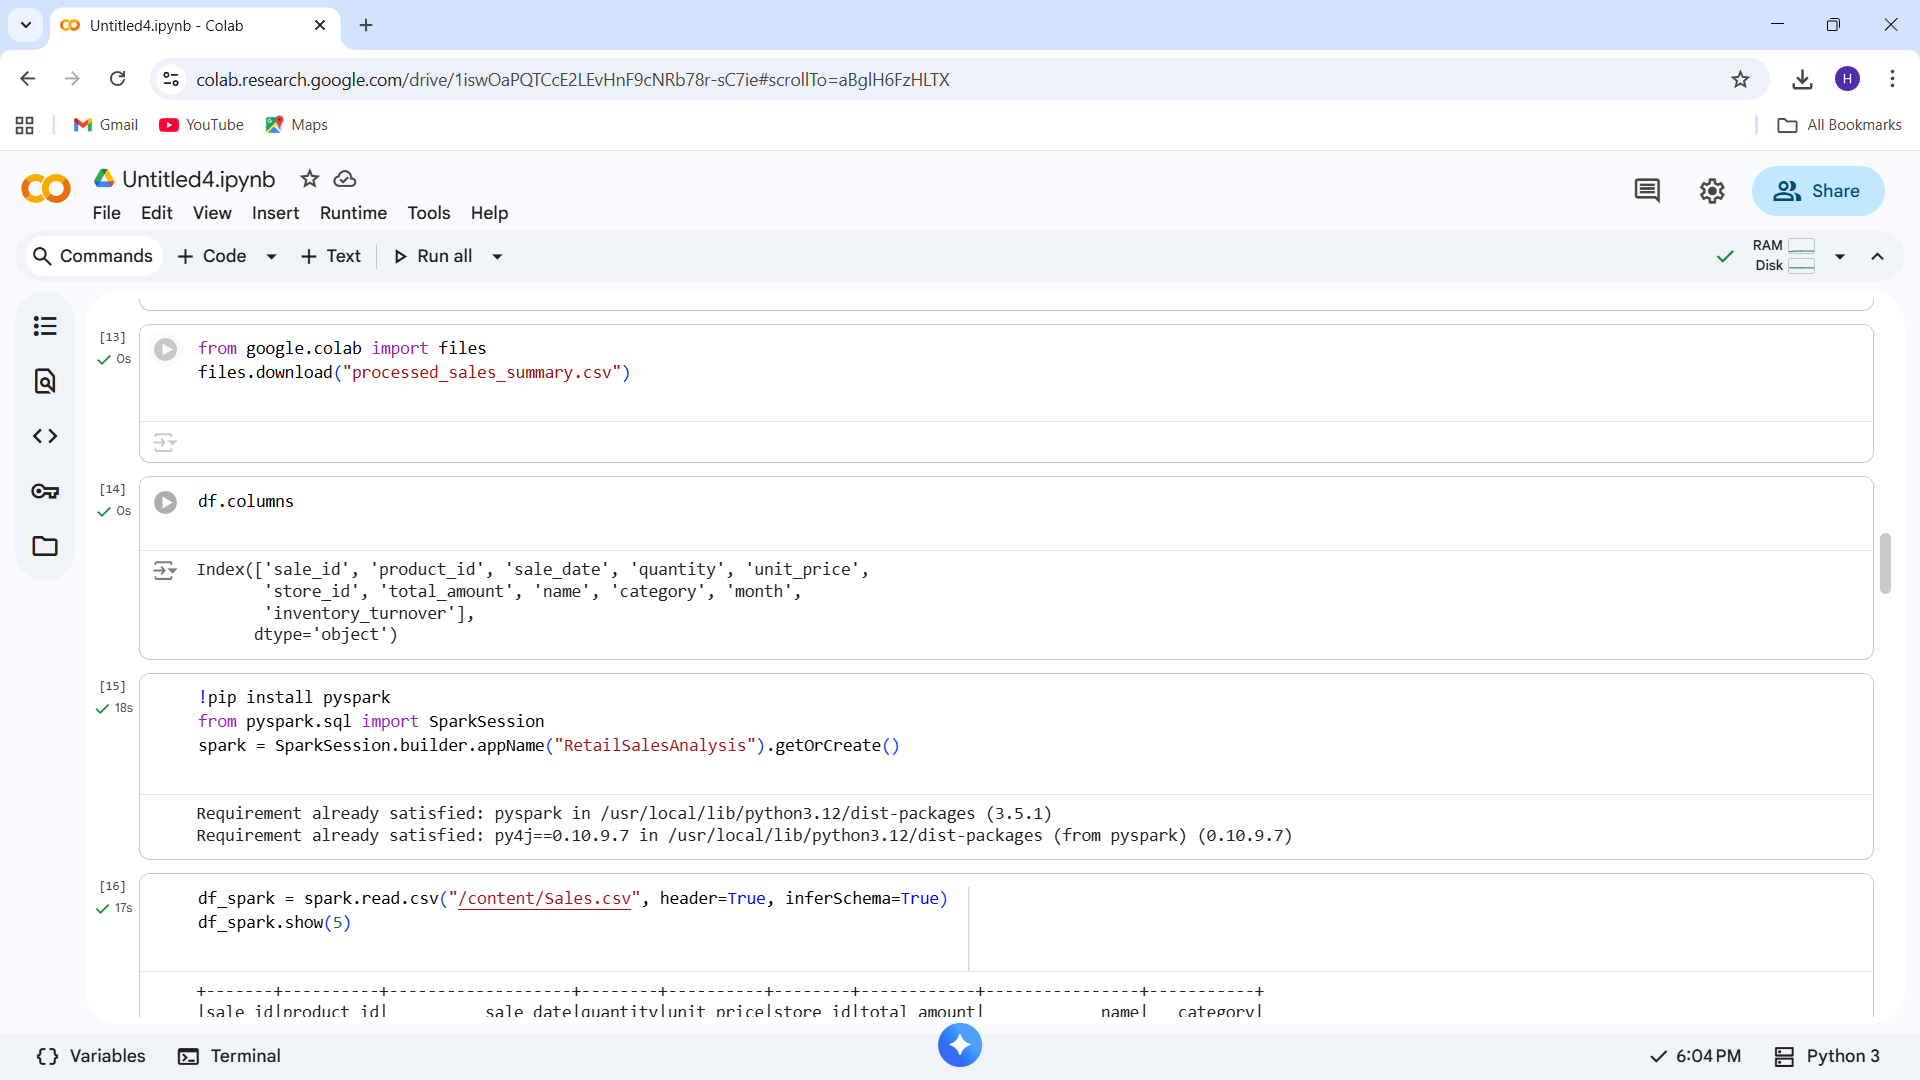 Untitled4.ipynb - Colab
colab.research.google.com/drive/1iswOaPQTCcE2LEvHnF9cNRb78r-sC7ie#scrollTo=aBglH6FzHLTX
H
Gmail YouTube Maps All Bookmarks
Untitled4.ipynb
File Edit View Insert Runtime Tools Help
Share
Commands + Code + Text Run all
RAM
Disk
[13]
0s
from google.colab import files
files.download("processed_sales_summary.csv")
[14]
0s
df.columns
Index(['sale_id', 'product_id', 'sale_date', 'quantity', 'unit_price',
'store_id', 'total_amount', 'name', 'category', 'month',
'inventory_turnover'],
dtype='object')
[15]
18s
!pip install pyspark
from pyspark.sql import SparkSession
spark = SparkSession.builder.appName("RetailSalesAnalysis").getOrCreate()
Requirement already satisfied: pyspark in /usr/local/lib/python3.12/dist-packages (3.5.1)
Requirement already satisfied: py4j==0.10.9.7 in /usr/local/lib/python3.12/dist-packages (from pyspark) (0.10.9.7)
[16]
17s
df_spark = spark.read.csv("/content/Sales.csv", header=True, inferSchema=True)
df_spark.show(5)
+-------+----------+-------------------+--------+----------+--------+------------+----------------+-----------+
|sale_id|product_id|          sale_date|quantity|unit_price|store_id|total_amount|            name|   category|
Variables Terminal 6:04 PM Python 3